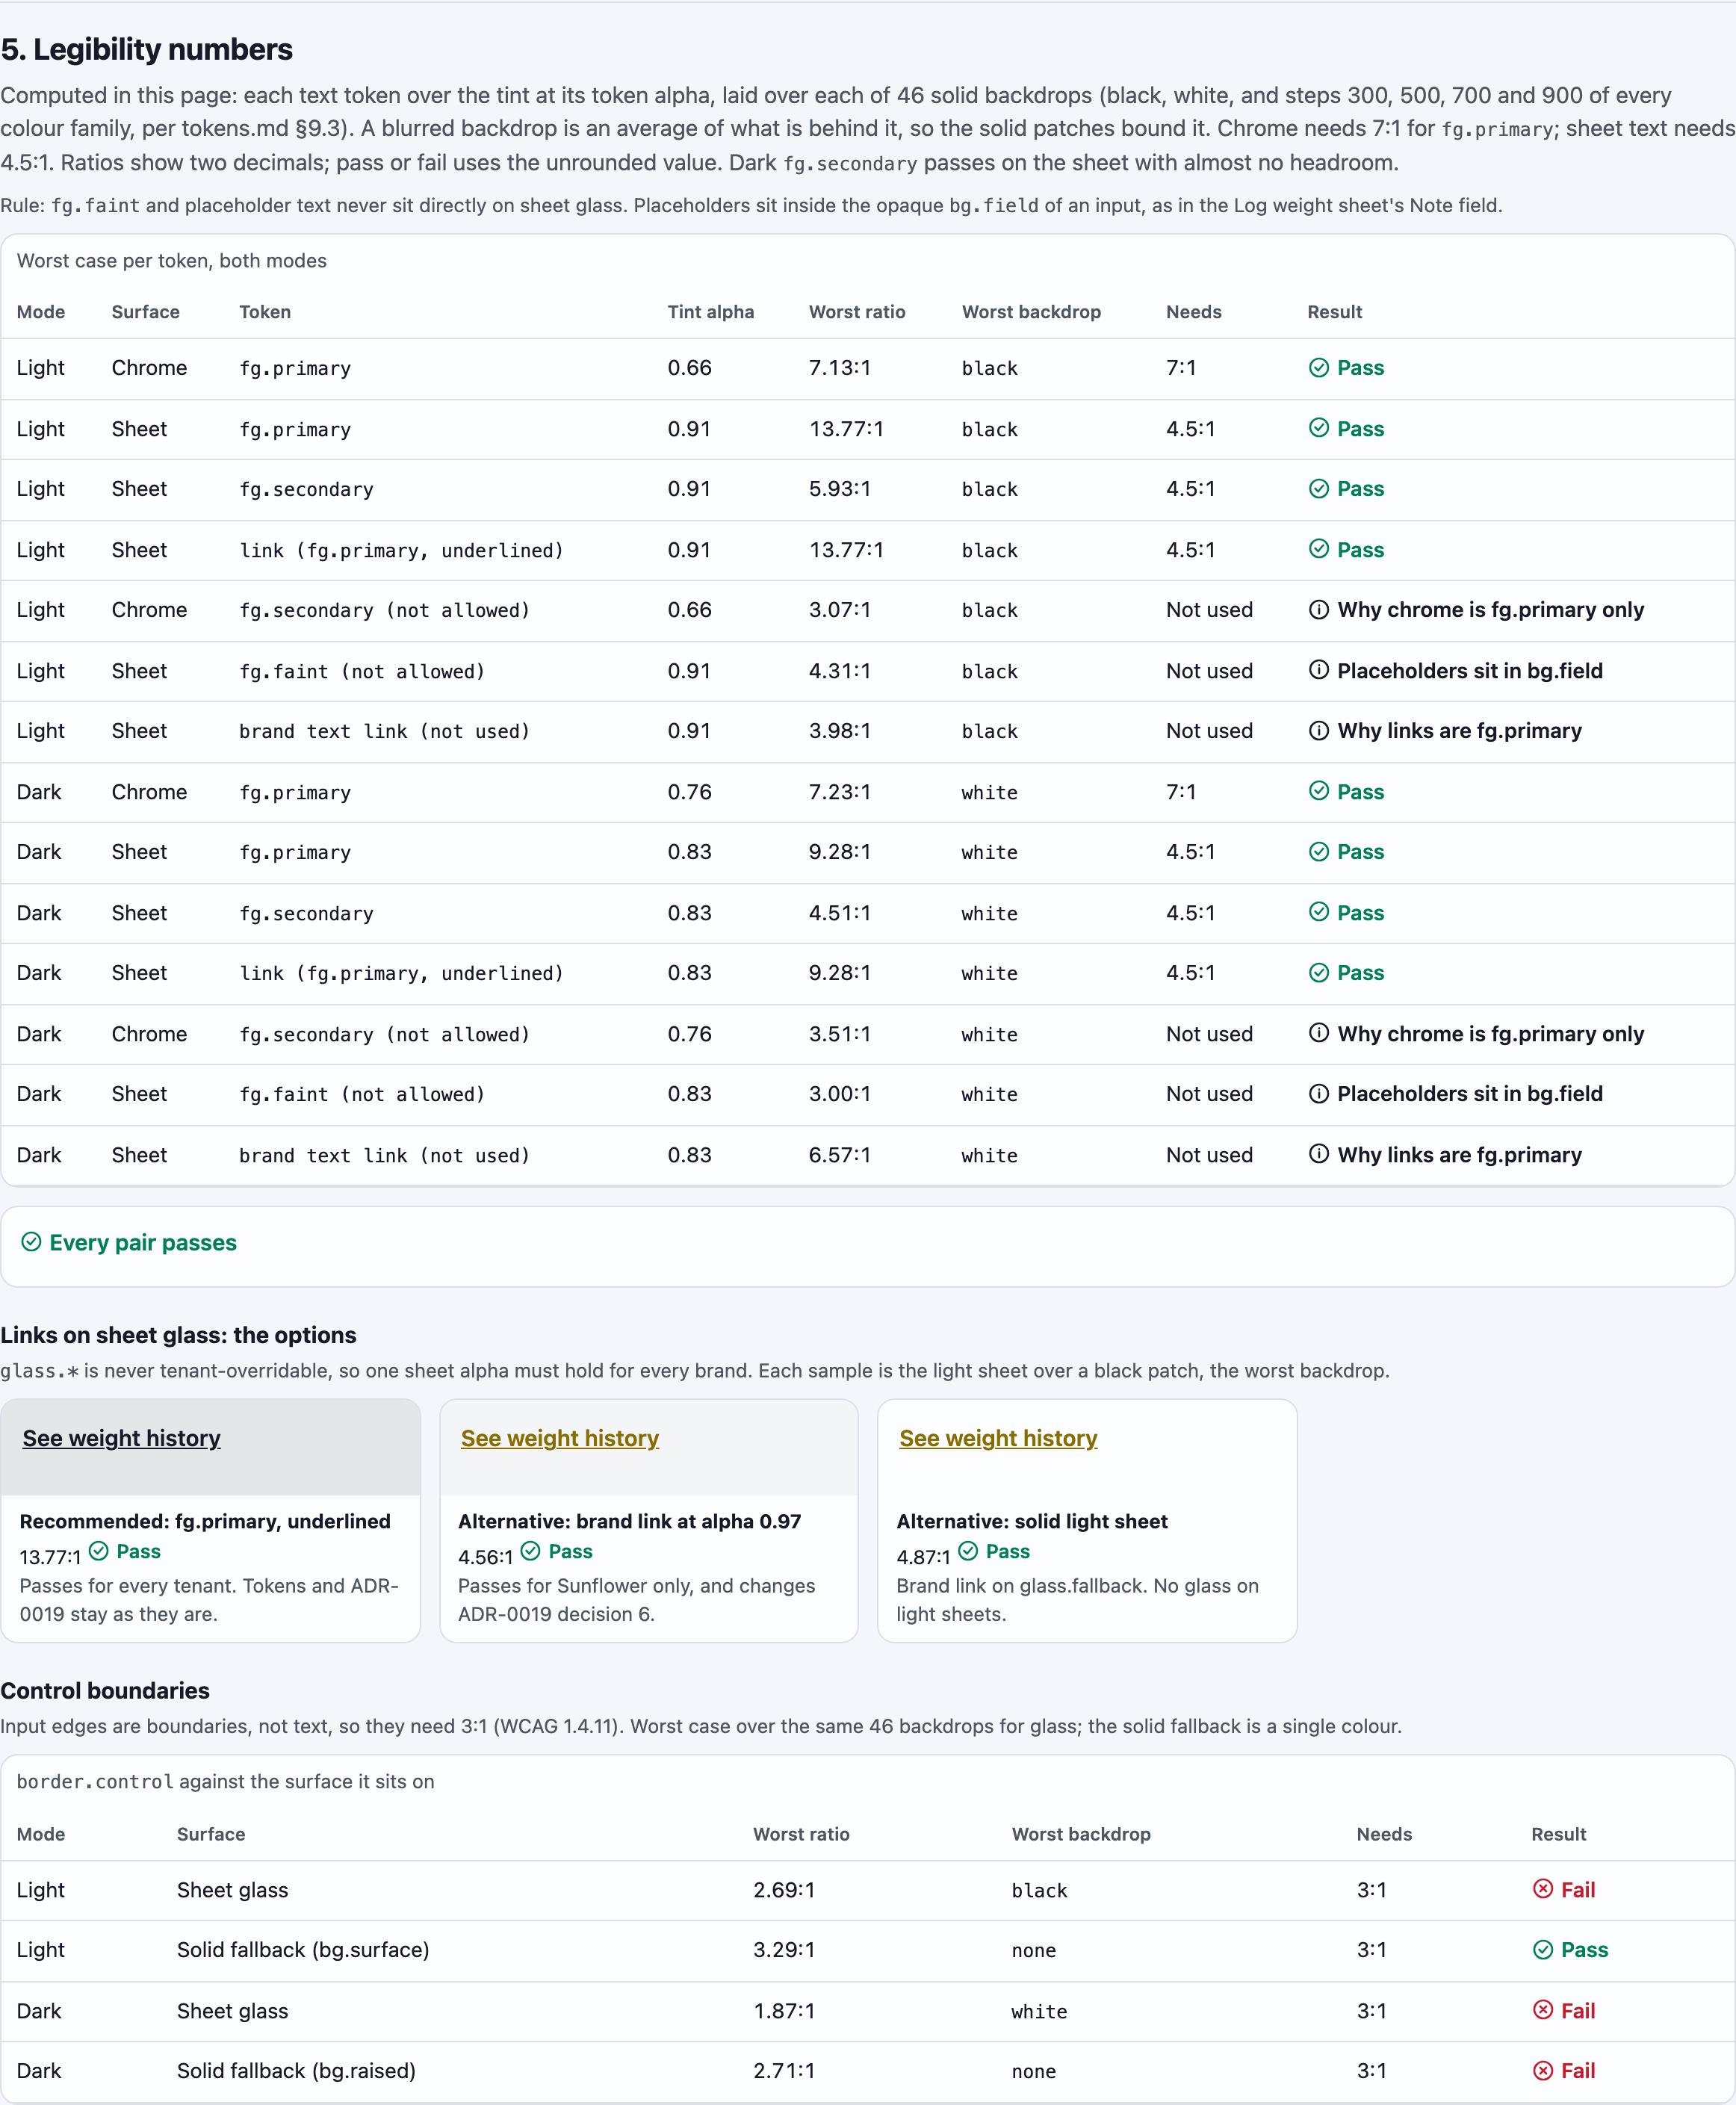 5. Legibility numbers
Computed in this page: each text token over the tint at its token alpha, laid over each of 46 solid backdrops (black, white, and steps 300, 500, 700 and 900 of every
colour family, per tokens.md §9.3). A blurred backdrop is an average of what is behind it, so the solid patches bound it. Chrome needs 7:1 for fg.primary; sheet text needs
4.5:1. Ratios show two decimals; pass or fail uses the unrounded value. Dark fg.secondary passes on the sheet with almost no headroom.
Rule: fg.faint and placeholder text never sit directly on sheet glass. Placeholders sit inside the opaque bg.field of an input, as in the Log weight sheet's Note field.
Worst case per token, both modes
Mode Surface Token Tint alpha Worst ratio Worst backdrop Needs Result
Light Chrome fg.primary 0.66 7.13:1 black 7:1 Pass
Light Sheet fg.primary 0.91 13.77:1 black 4.5:1 Pass
Light Sheet fg.secondary 0.91 5.93:1 black 4.5:1 Pass
Light Sheet link (fg.primary, underlined) 0.91 13.77:1 black 4.5:1 Pass
Light Chrome fg.secondary (not allowed) 0.66 3.07:1 black Not used Why chrome is fg.primary only
Light Sheet fg.faint (not allowed) 0.91 4.31:1 black Not used Placeholders sit in bg.field
Light Sheet brand text link (not used) 0.91 3.98:1 black Not used Why links are fg.primary
Dark Chrome fg.primary 0.76 7.23:1 white 7:1 Pass
Dark Sheet fg.primary 0.83 9.28:1 white 4.5:1 Pass
Dark Sheet fg.secondary 0.83 4.51:1 white 4.5:1 Pass
Dark Sheet link (fg.primary, underlined) 0.83 9.28:1 white 4.5:1 Pass
Dark Chrome fg.secondary (not allowed) 0.76 3.51:1 white Not used Why chrome is fg.primary only
Dark Sheet fg.faint (not allowed) 0.83 3.00:1 white Not used Placeholders sit in bg.field
Dark Sheet brand text link (not used) 0.83 6.57:1 white Not used Why links are fg.primary
Every pair passes
Links on sheet glass: the options
glass.* is never tenant-overridable, so one sheet alpha must hold for every brand. Each sample is the light sheet over a black patch, the worst backdrop.
See weight history
Recommended: fg.primary, underlined
13.77:1 Pass
Passes for every tenant. Tokens and ADR-
0019 stay as they are.
See weight history
Alternative: brand link at alpha 0.97
4.56:1 Pass
Passes for Sunflower only, and changes
ADR-0019 decision 6.
See weight history
Alternative: solid light sheet
4.87:1 Pass
Brand link on glass.fallback. No glass on
light sheets.
Control boundaries
Input edges are boundaries, not text, so they need 3:1 (WCAG 1.4.11). Worst case over the same 46 backdrops for glass; the solid fallback is a single colour.
border.control against the surface it sits on
Mode Surface Worst ratio Worst backdrop Needs Result
Light Sheet glass 2.69:1 black 3:1 Fail
Light Solid fallback (bg.surface) 3.29:1 none 3:1 Pass
Dark Sheet glass 1.87:1 white 3:1 Fail
Dark Solid fallback (bg.raised) 2.71:1 none 3:1 Fail